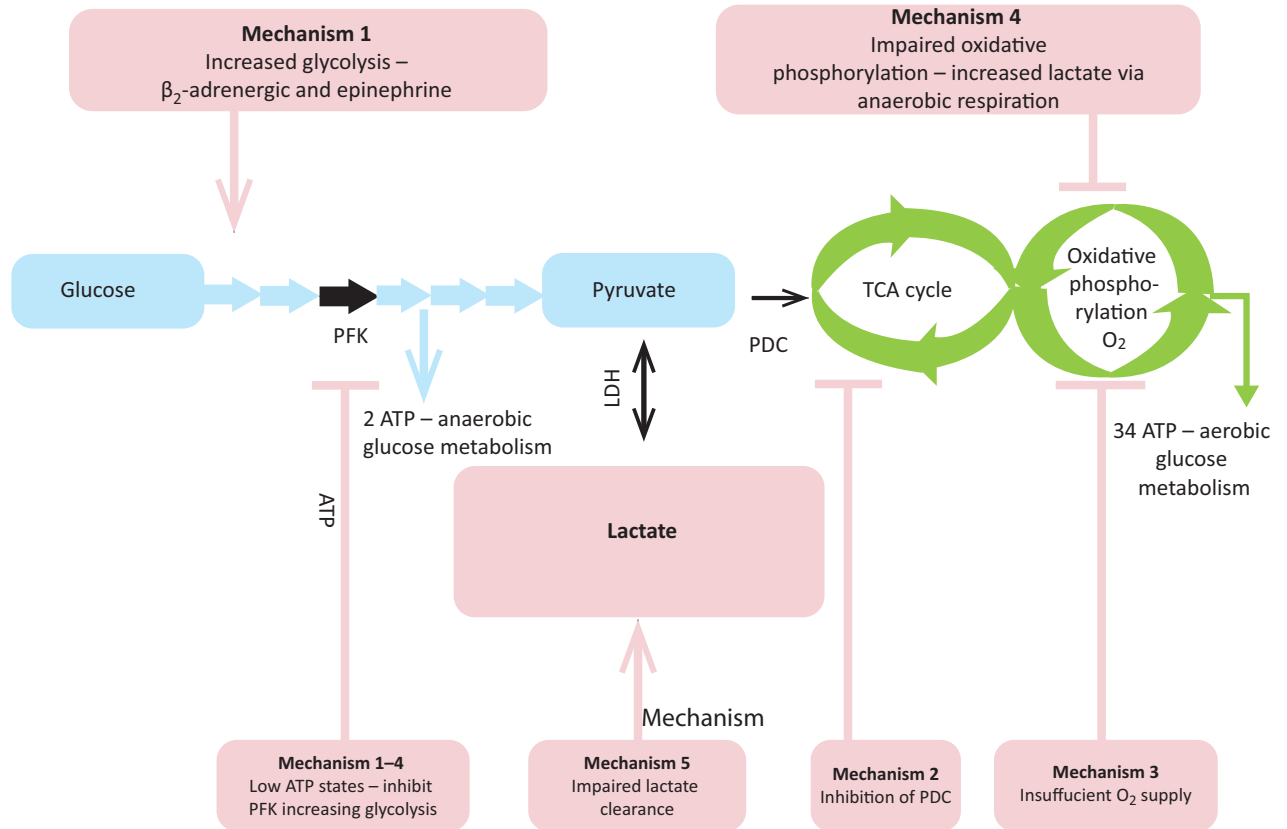 Mechanism 1
Increased glycolysis –
β₂-adrenergic and epinephrine
Mechanism 4
Impaired oxidative
phosphorylation – increased lactate via
anaerobic respiration
Glucose
PFK
Pyruvate
PDC
TCA cycle
Oxidative
phospho-
rylation
O₂
LDH
2 ATP – anaerobic
glucose metabolism
34 ATP – aerobic
glucose
metabolism
ATP
Lactate
Mechanism
Mechanism 1–4
Low ATP states – inhibit
PFK increasing glycolysis
Mechanism 5
Impaired lactate
clearance
Mechanism 2
Inhibition of PDC
Mechanism 3
Insufficient O₂ supply